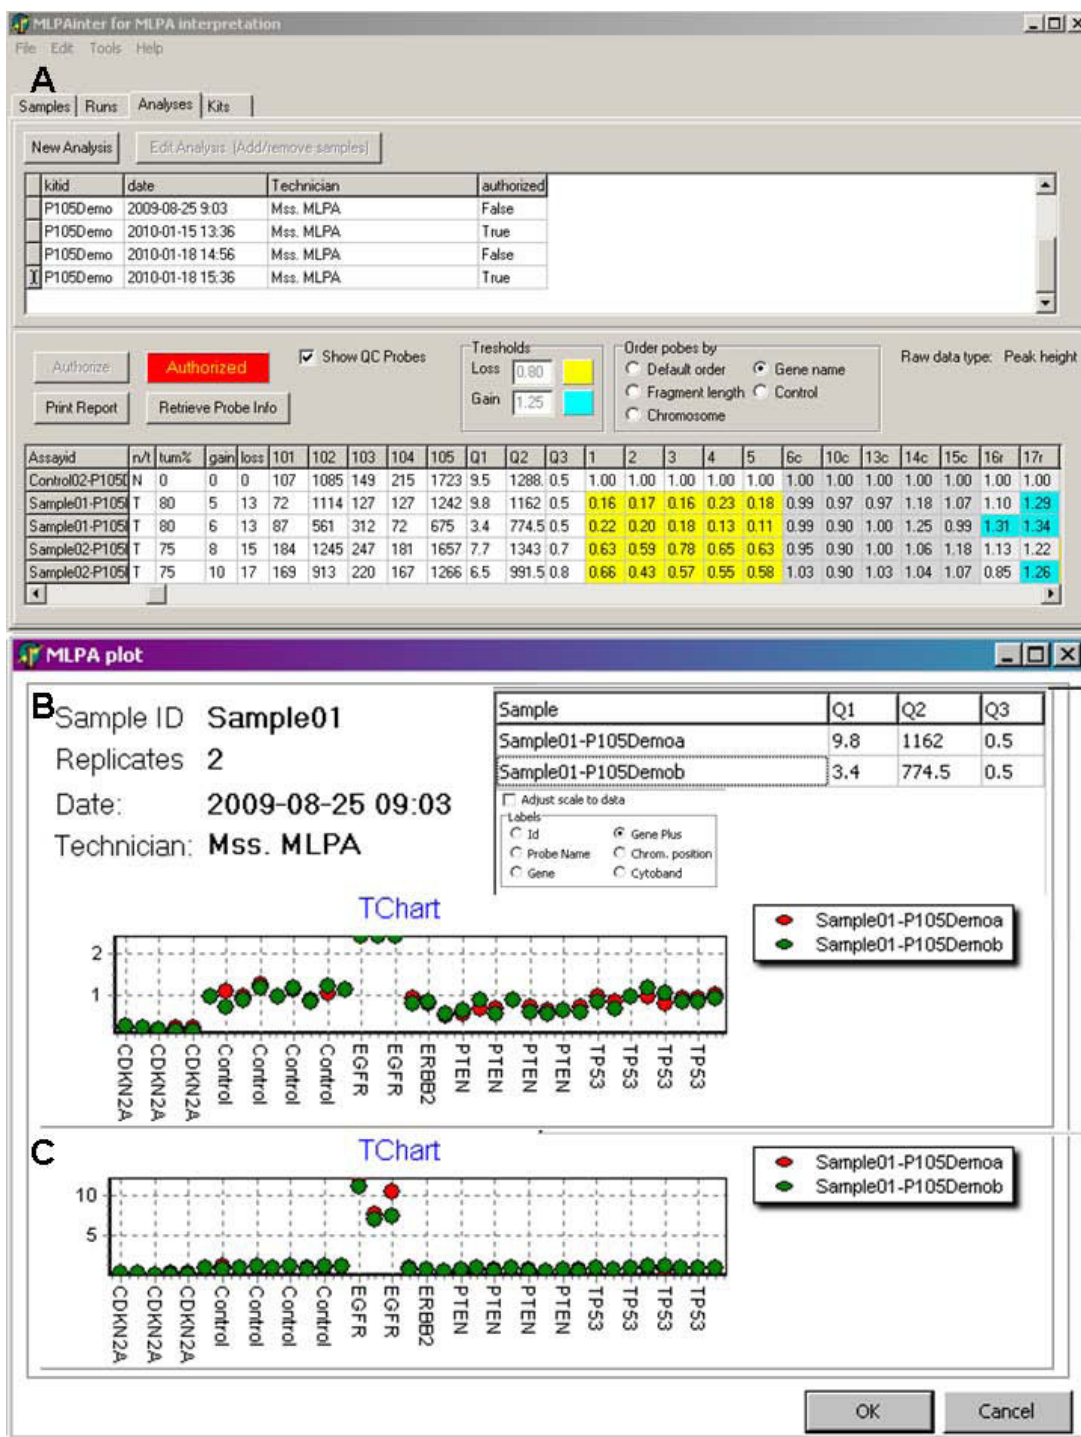 MLPAinter for MLPA interpretation
File Edit Tools Help
A
Samples Runs Analyses Kits
New Analysis Edit Analysis (Add/remove samples)
kitid date Technician authorized
P105Demo 2009-08-25 9:03 Mss. MLPA False
P105Demo 2010-01-15 13:36 Mss. MLPA True
P105Demo 2010-01-18 14:56 Mss. MLPA False
P105Demo 2010-01-18 15:36 Mss. MLPA True
Authorize Authorized Show QC Probes
Print Report Retrieve Probe Info
Tresholds
Loss 0.80
Gain 1.25
Order pobes by
Default order Gene name
Fragment length Control
Chromosome
Raw data type: Peak height
Assayid n/t tum% gain loss 101 102 103 104 105 Q1 Q2 Q3 1 2 3 4 5 6c 10c 13c 14c 15c 16r 17r
Control02-P105D N 0 0 0 107 1085 149 215 1723 9.5 1288. 0.5 1.00 1.00 1.00 1.00 1.00 1.00 1.00 1.00 1.00 1.00 1.00 1.00
Sample01-P105I T 80 5 13 72 1114 127 127 1242 9.8 1162 0.5 0.16 0.17 0.16 0.23 0.18 0.99 0.97 0.97 1.18 1.07 1.10 1.29
Sample01-P105I T 80 6 13 87 561 312 72 675 3.4 774.5 0.5 0.22 0.20 0.18 0.13 0.11 0.99 0.90 1.00 1.25 0.99 1.31 1.34
Sample02-P105I T 75 8 15 184 1245 247 181 1657 7.7 1343 0.7 0.63 0.59 0.78 0.65 0.63 0.95 0.90 1.00 1.06 1.18 1.13 1.22
Sample02-P105I T 75 10 17 169 913 220 167 1266 6.5 991.5 0.8 0.66 0.43 0.57 0.55 0.58 1.03 0.90 1.03 1.04 1.07 0.85 1.26
MLPA plot
B
Sample ID Sample01
Replicates 2
Date: 2009-08-25 09:03
Technician: Mss. MLPA
Sample Q1 Q2 Q3
Sample01-P105Demoa 9.8 1162 0.5
Sample01-P105Demob 3.4 774.5 0.5
Adjust scale to data
Labels
Id Gene Plus
Probe Name Chrom. position
Gene Cytoband
TChart
Sample01-P105Demoa
Sample01-P105Demob
2
1
CDKN2A CDKN2A CDKN2A Control Control Control Control EGFR EGFR ERBB2 PTEN PTEN PTEN PTEN TP53 TP53 TP53 TP53
C
TChart
Sample01-P105Demoa
Sample01-P105Demob
10
5
CDKN2A CDKN2A CDKN2A Control Control Control Control EGFR EGFR ERBB2 PTEN PTEN PTEN PTEN TP53 TP53 TP53 TP53
OK Cancel